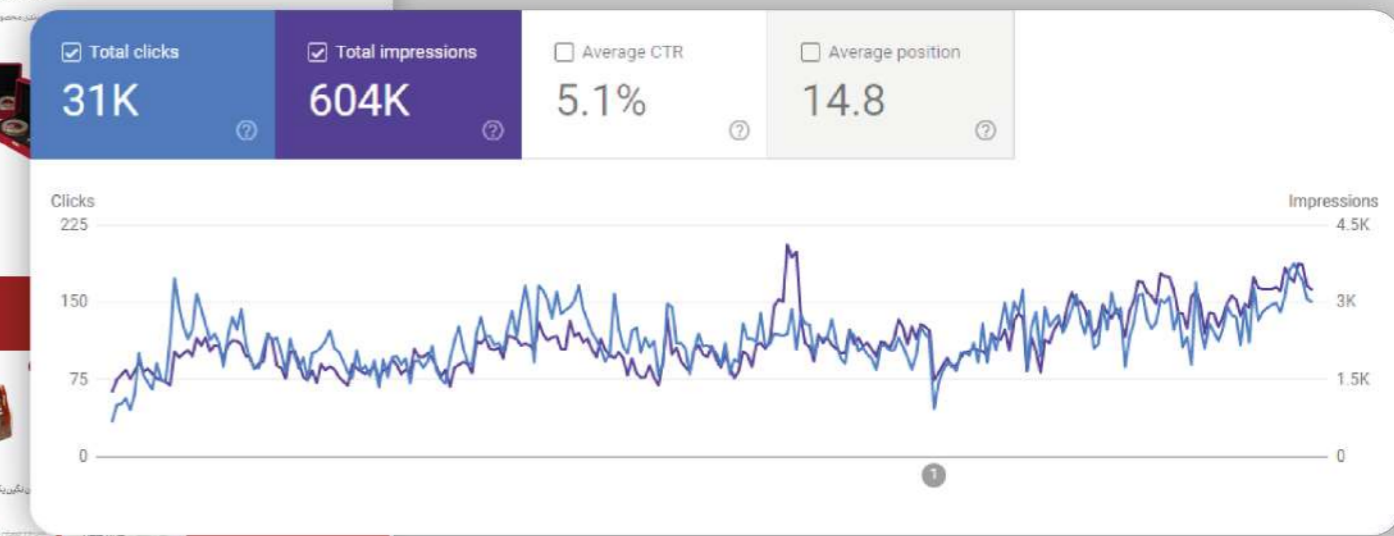 Total clicks
31K
Total impressions
604K
Average CTR
5.1%
Average position
14.8
Clicks
Impressions
225
4.5K
150
3K
75
1.5K
0
0
1